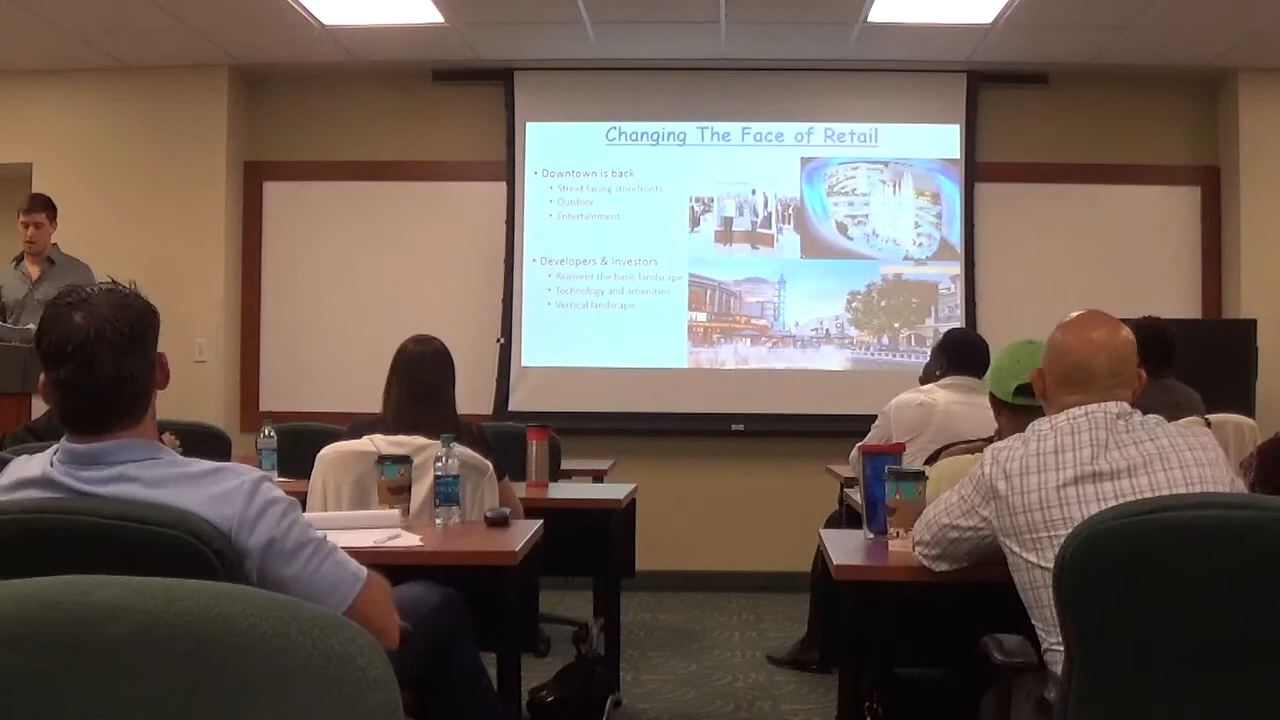 Changing The Face of Retail
• Downtown is back
• Street facing storefronts
• Outdoor
• Entertainment
• Developers & Investors
• Reinvent the basic landscape
• Technology and amenities
• Vertical landscape